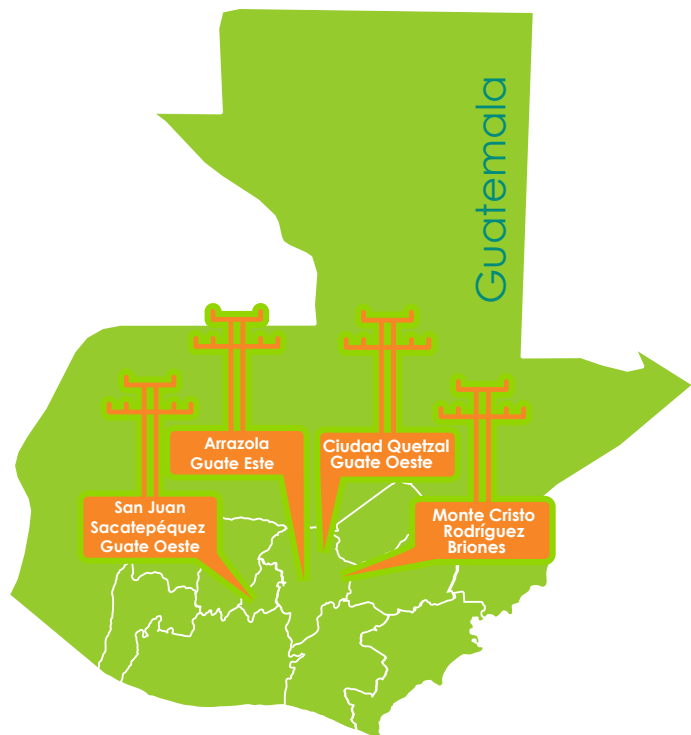 Guatemala
Arrazola
Guate Este
Ciudad Quetzal
Guate Oeste
San Juan
Sacatepéquez
Guate Oeste
Monte Cristo
Rodríguez
Briones